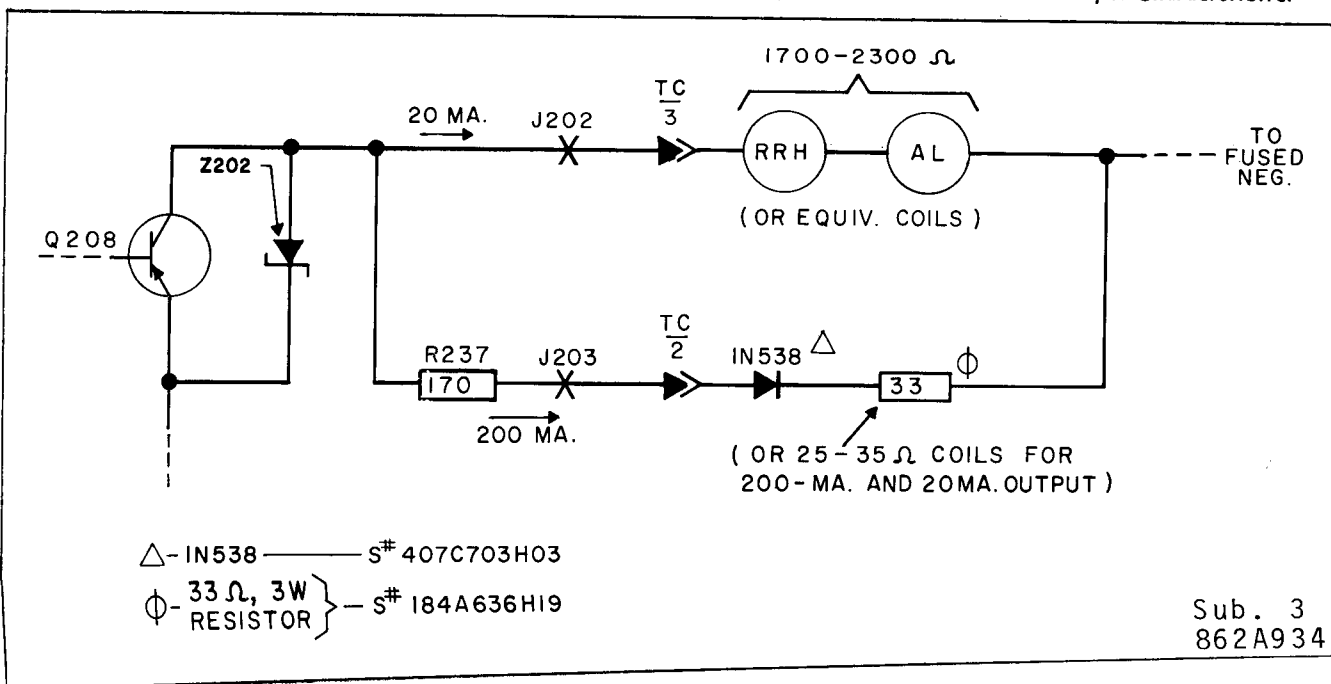 1700-2300 Ω
20 MA.
J202
TC
3
RRH
AL
TO
FUSED
NEG.
(OR EQUIV. COILS)
Z202
Q208
R237
170
J203
200 MA.
TC
2
IN538 △
33
ϕ
(OR 25-35 Ω COILS FOR
200-MA. AND 20MA. OUTPUT)
△- IN538 —— S# 407C703H03
ϕ- 33 Ω, 3W
RESISTOR } — S# 184A636H19
Sub. 3
862A934